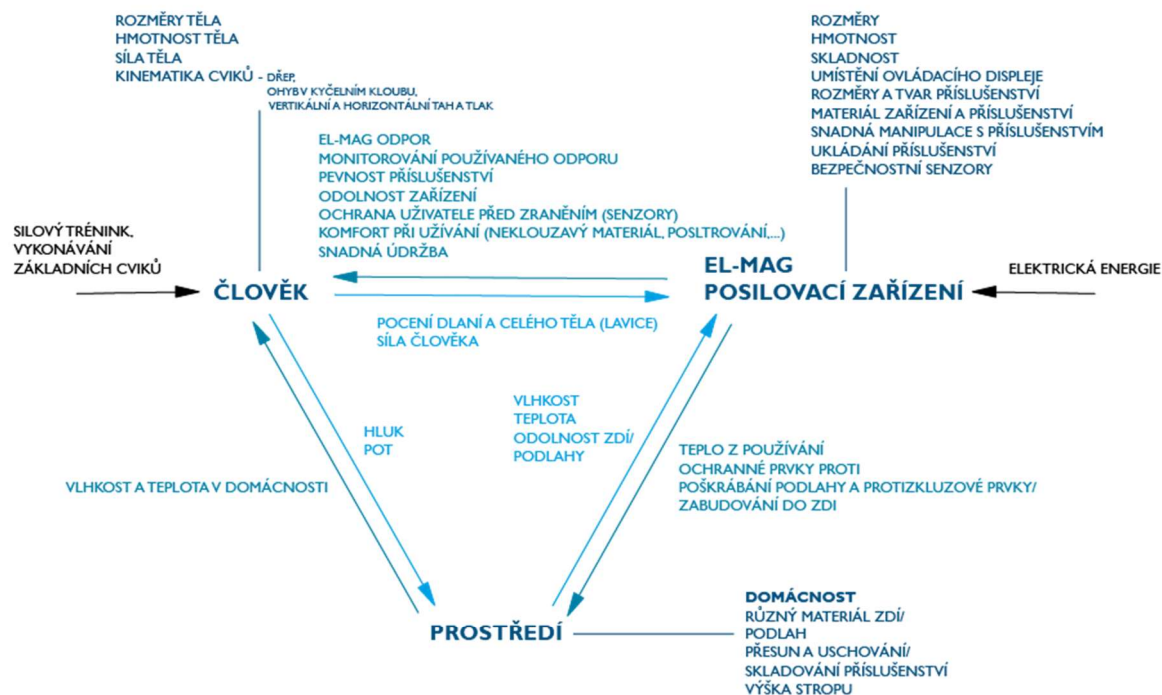 ROZMĚRY TĚLA
HMOTNOST TĚLA
SÍLA TĚLA
KINEMATIKA CVIKŮ - DŘEP,
OHYB V KYČELNÍM KLOUBU,
VERTIKÁLNÍ A HORIZONTÁLNÍ TAH A TLAK
ROZMĚRY
HMOTNOST
SKLADNOST
UMÍSTĚNÍ OVLÁDACÍHO DISPLEJE
ROZMĚRY A TVAR PŘÍSLUŠENSTVÍ
MATERIÁL ZAŘÍZENÍ A PŘÍSLUŠENSTVÍ
SNADNÁ MANIPULACE S PŘÍSLUŠENSTVÍM
UKLÁDÁNÍ PŘÍSLUŠENSTVÍ
BEZPEČNOSTNÍ SENZORY
EL-MAG ODPOR
MONITOROVÁNÍ POUŽÍVANÉHO ODPORU
PEVNOST PŘÍSLUŠENSTVÍ
ODOLNOST ZAŘÍZENÍ
OCHRANA UŽIVATELE PŘED ZRANĚNÍM (SENZORY)
KOMFORT PŘI UŽÍVÁNÍ (NEKLOUZAVÝ MATERIÁL, POSLTROVÁNÍ,...)
SNADNÁ ÚDRŽBA
SILOVÝ TRÉNINK,
VYKONÁVÁNÍ
ZÁKLADNÍCH CVIKŮ
ČLOVĚK
EL-MAG
POSILOVACÍ ZAŘÍZENÍ
ELEKTRICKÁ ENERGIE
POCENÍ DLANÍ A CELÉHO TĚLA (LAVICE)
SÍLA ČLOVĚKA
HLUK
POT
VLHKOST
TEPLOTA
ODOLNOST ZDÍ/
PODLAHY
VLHKOST A TEPLOTA V DOMÁCNOSTI
TEPLO Z POUŽÍVÁNÍ
OCHRANNÉ PRVKY PROTI
POŠKRÁBÁNÍ PODLAHY A PROTIZKLUZOVÉ PRVKY/
ZABUDOVÁNÍ DO ZDI
PROSTŘEDÍ
DOMÁCNOST
RŮZNÝ MATERIÁL ZDÍ/
PODLAH
PŘESUN A USCHOVÁNÍ/
SKLADOVÁNÍ PŘÍSLUŠENSTVÍ
VÝŠKA STROPU